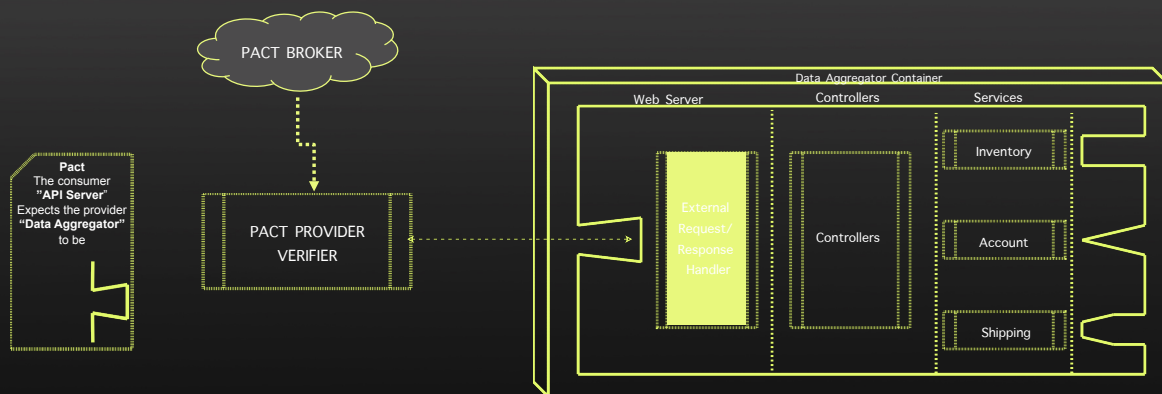 PACT BROKER
Pact
The consumer
"API Server”
Expects the provider
“Data Aggregator”
to be
PACT PROVIDER
VERIFIER
Data Aggregator Container
Web Server
Controllers
Services
External
Request/
Response
Handler
Controllers
Inventory
Account
Shipping